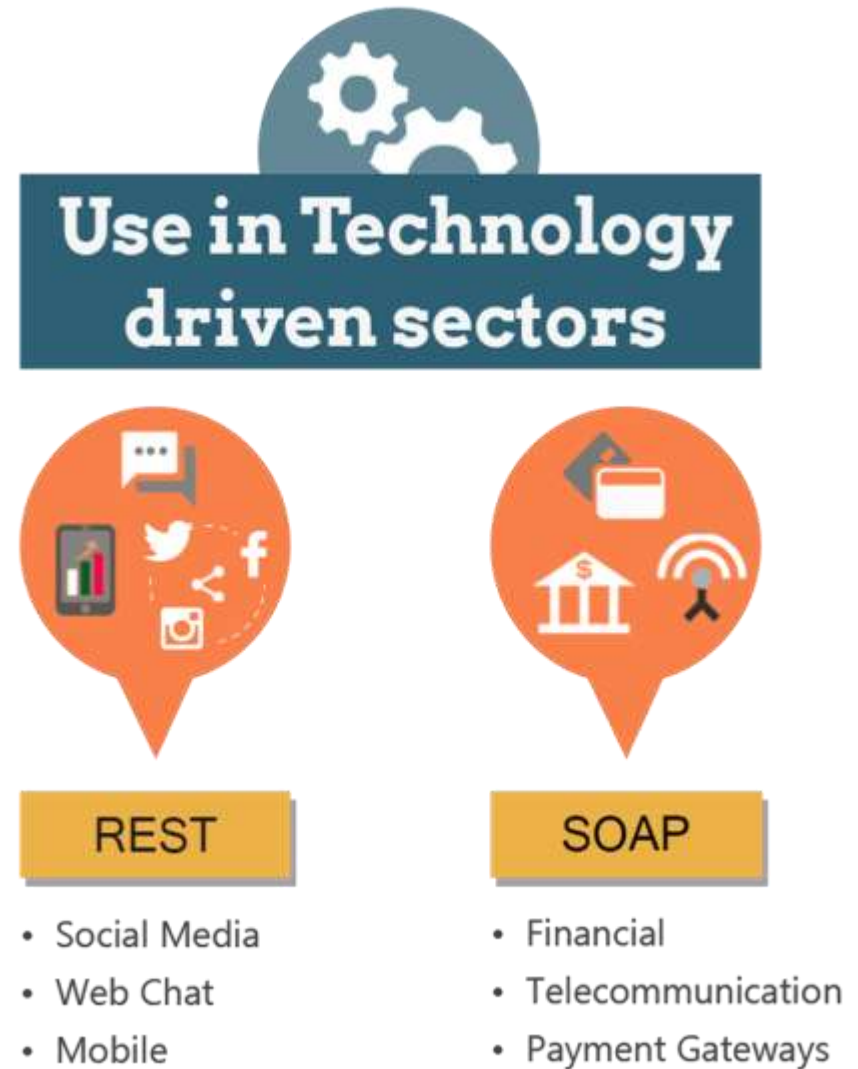 Use in Technology
driven sectors
REST
• Social Media
• Web Chat
• Mobile
SOAP
• Financial
• Telecommunication
• Payment Gateways